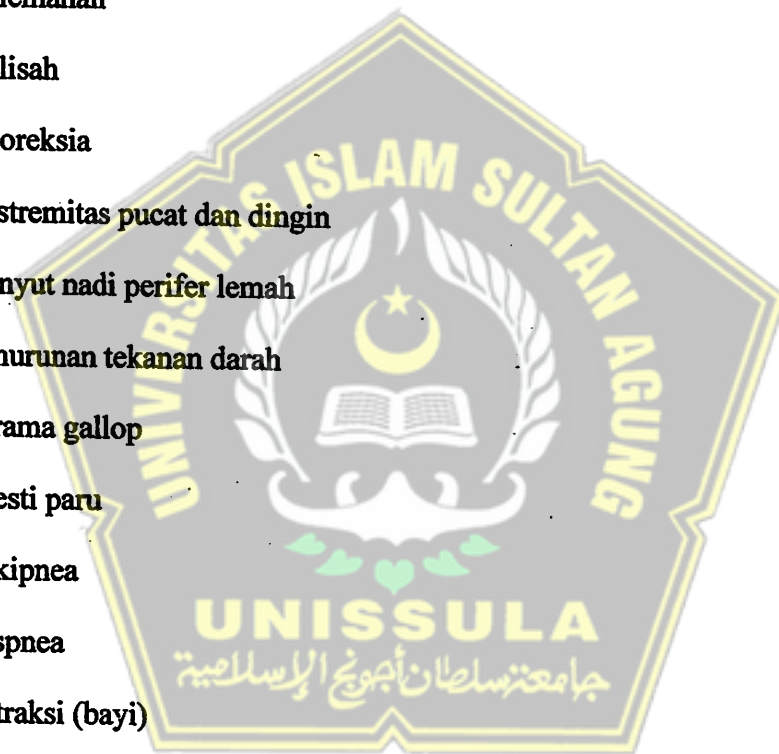 lemahan
lisah
oreksia
stremitas pucat dan dingin
nyut nadi perifer lemah
nurunan tekanan darah
rama gallop
esti paru
kipnea
spnea
traksi (bayi)
UNIVERSITAS ISLAM SULTAN AGUNG
UNISSULA
جامعة سلطان أجونج الإسلامية